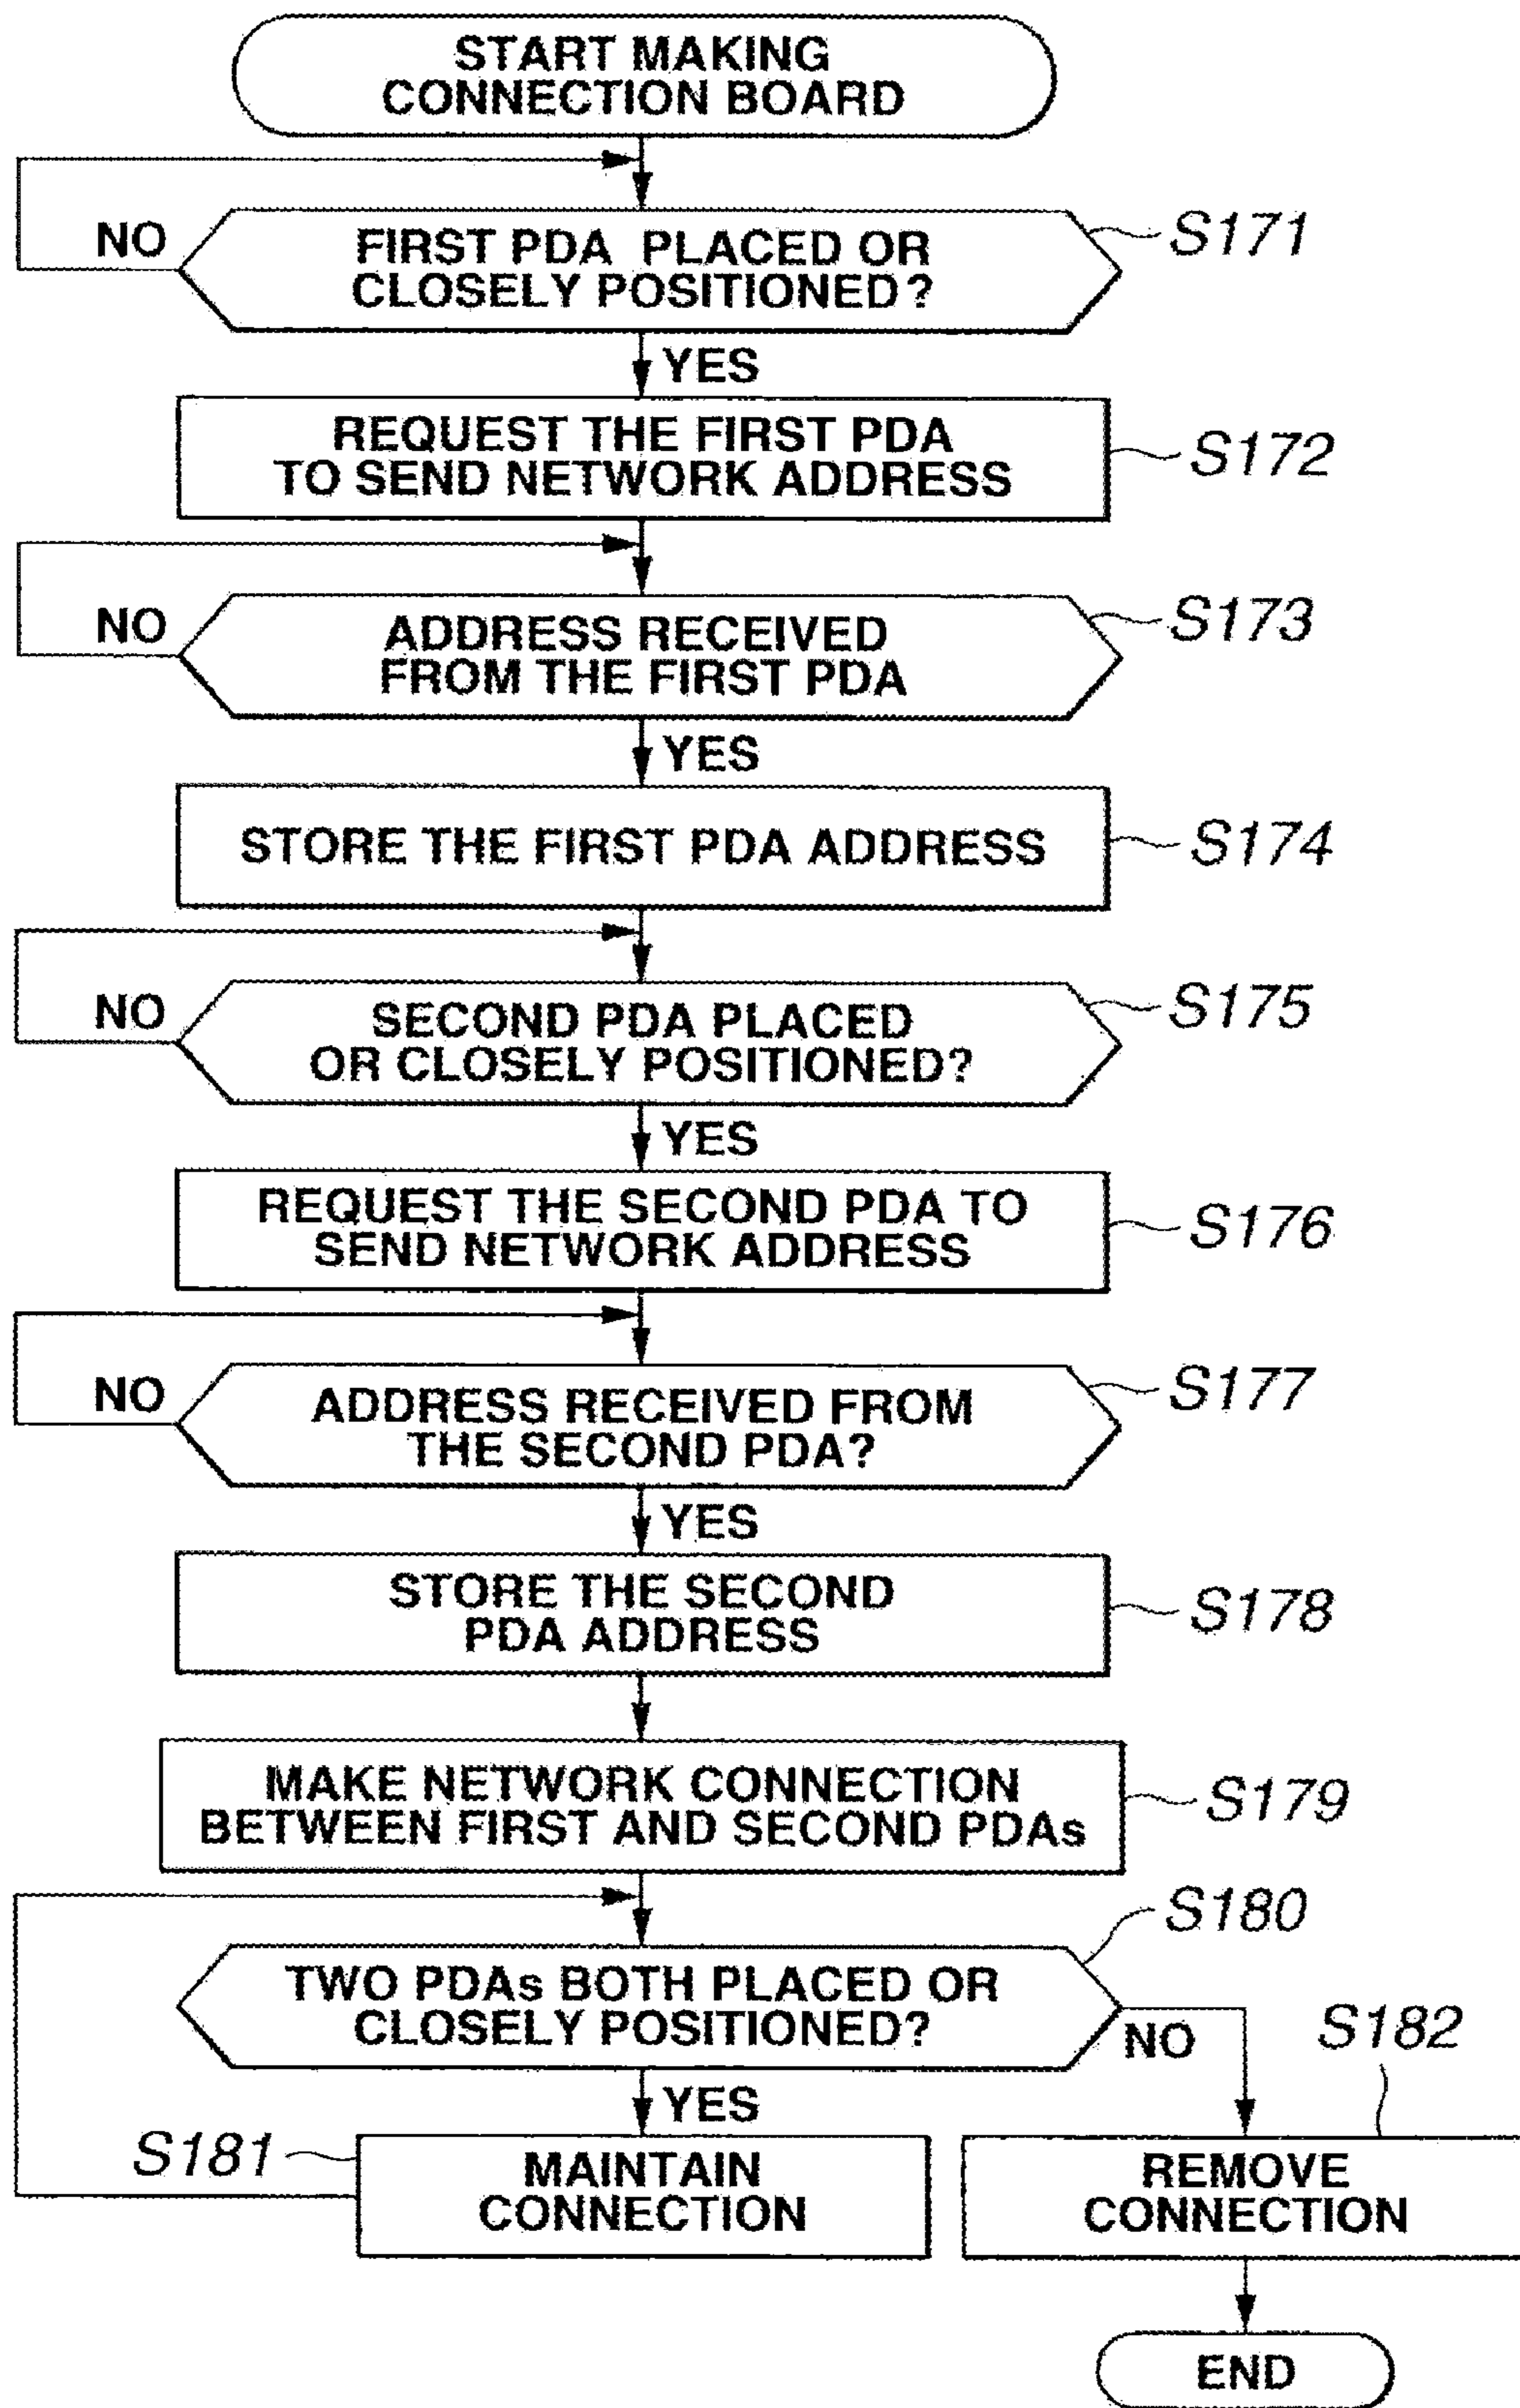 START MAKING
CONNECTION BOARD
NO
FIRST PDA PLACED OR
CLOSELY POSITIONED?
S171
YES
REQUEST THE FIRST PDA
TO SEND NETWORK ADDRESS
S172
NO
ADDRESS RECEIVED
FROM THE FIRST PDA
S173
YES
STORE THE FIRST PDA ADDRESS
S174
NO
SECOND PDA PLACED
OR CLOSELY POSITIONED?
S175
YES
REQUEST THE SECOND PDA TO
SEND NETWORK ADDRESS
S176
NO
ADDRESS RECEIVED FROM
THE SECOND PDA?
S177
YES
STORE THE SECOND
PDA ADDRESS
S178
MAKE NETWORK CONNECTION
BETWEEN FIRST AND SECOND PDAs
S179
TWO PDAs BOTH PLACED OR
CLOSELY POSITIONED?
S180
NO
YES
S181
MAINTAIN
CONNECTION
S182
REMOVE
CONNECTION
END